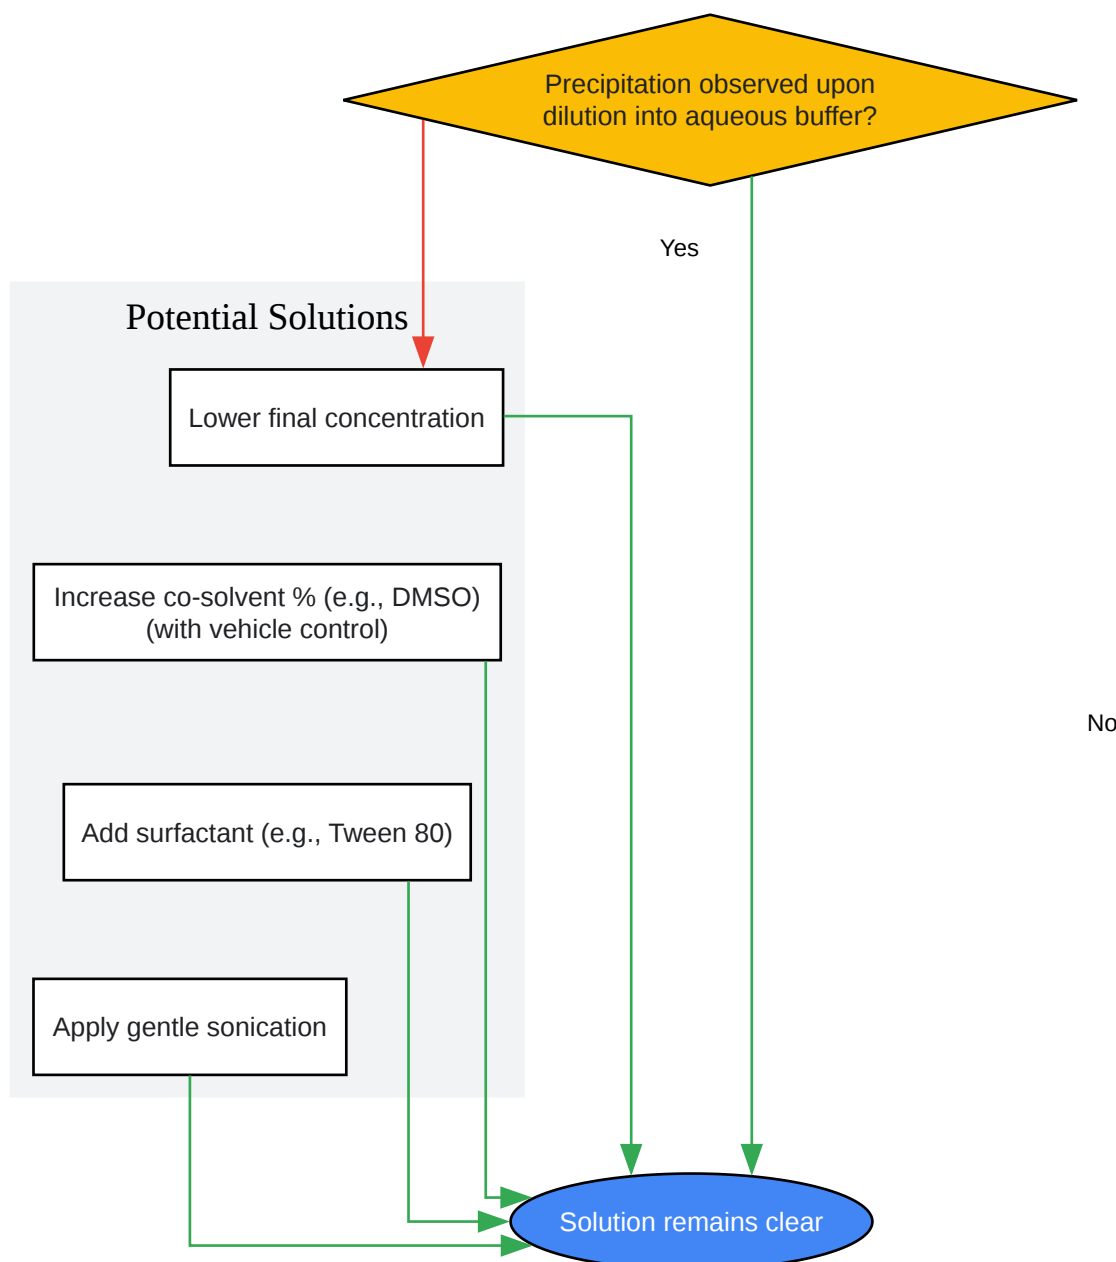 Precipitation observed upon
dilution into aqueous buffer?
Yes
Potential Solutions
Lower final concentration
Increase co-solvent % (e.g., DMSO)
(with vehicle control)
No
Add surfactant (e.g., Tween 80)
Apply gentle sonication
Solution remains clear